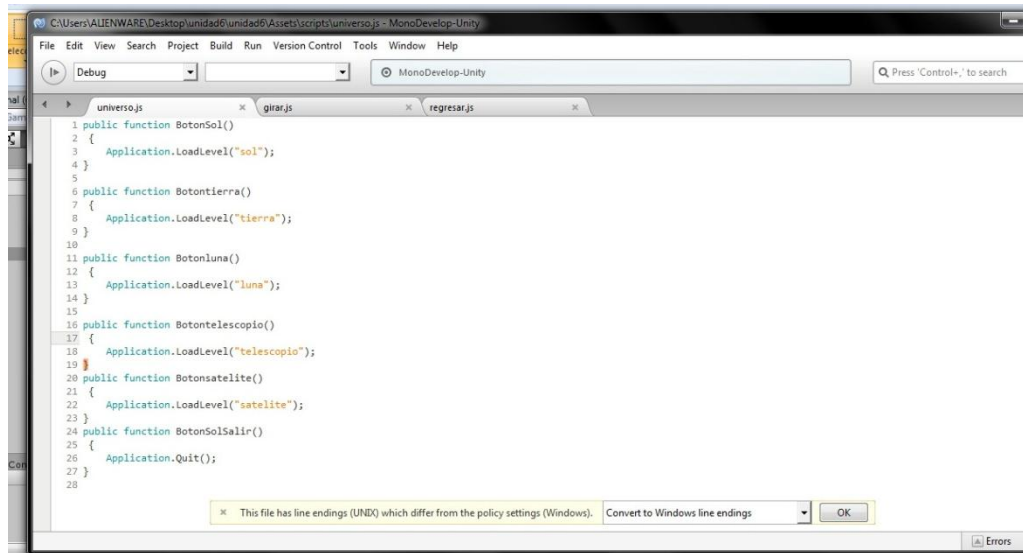 C:\Users\ALIENWARE\Desktop\unidad6\unidad6\Assets\scripts\universo.js - MonoDevelop-Unity
File Edit View Search Project Build Run Version Control Tools Window Help
Debug
MonoDevelop-Unity
Press 'Control+,' to search
universo.js
girar.js
regresar.js
1 public function BotonSol()
2 {
3 Application.LoadLevel("sol");
4 }
5
6 public function Botontierra()
7 {
8 Application.LoadLevel("tierra");
9 }
10
11 public function Botonluna()
12 {
13 Application.LoadLevel("luna");
14 }
15
16 public function Botontelescopio()
17 {
18 Application.LoadLevel("telescopio");
19 }
20 public function Botonsatelite()
21 {
22 Application.LoadLevel("satelite");
23 }
24 public function BotonSolSalir()
25 {
26 Application.Quit();
27 }
28
This file has line endings (UNIX) which differ from the policy settings (Windows). Convert to Windows line endings OK
Errors